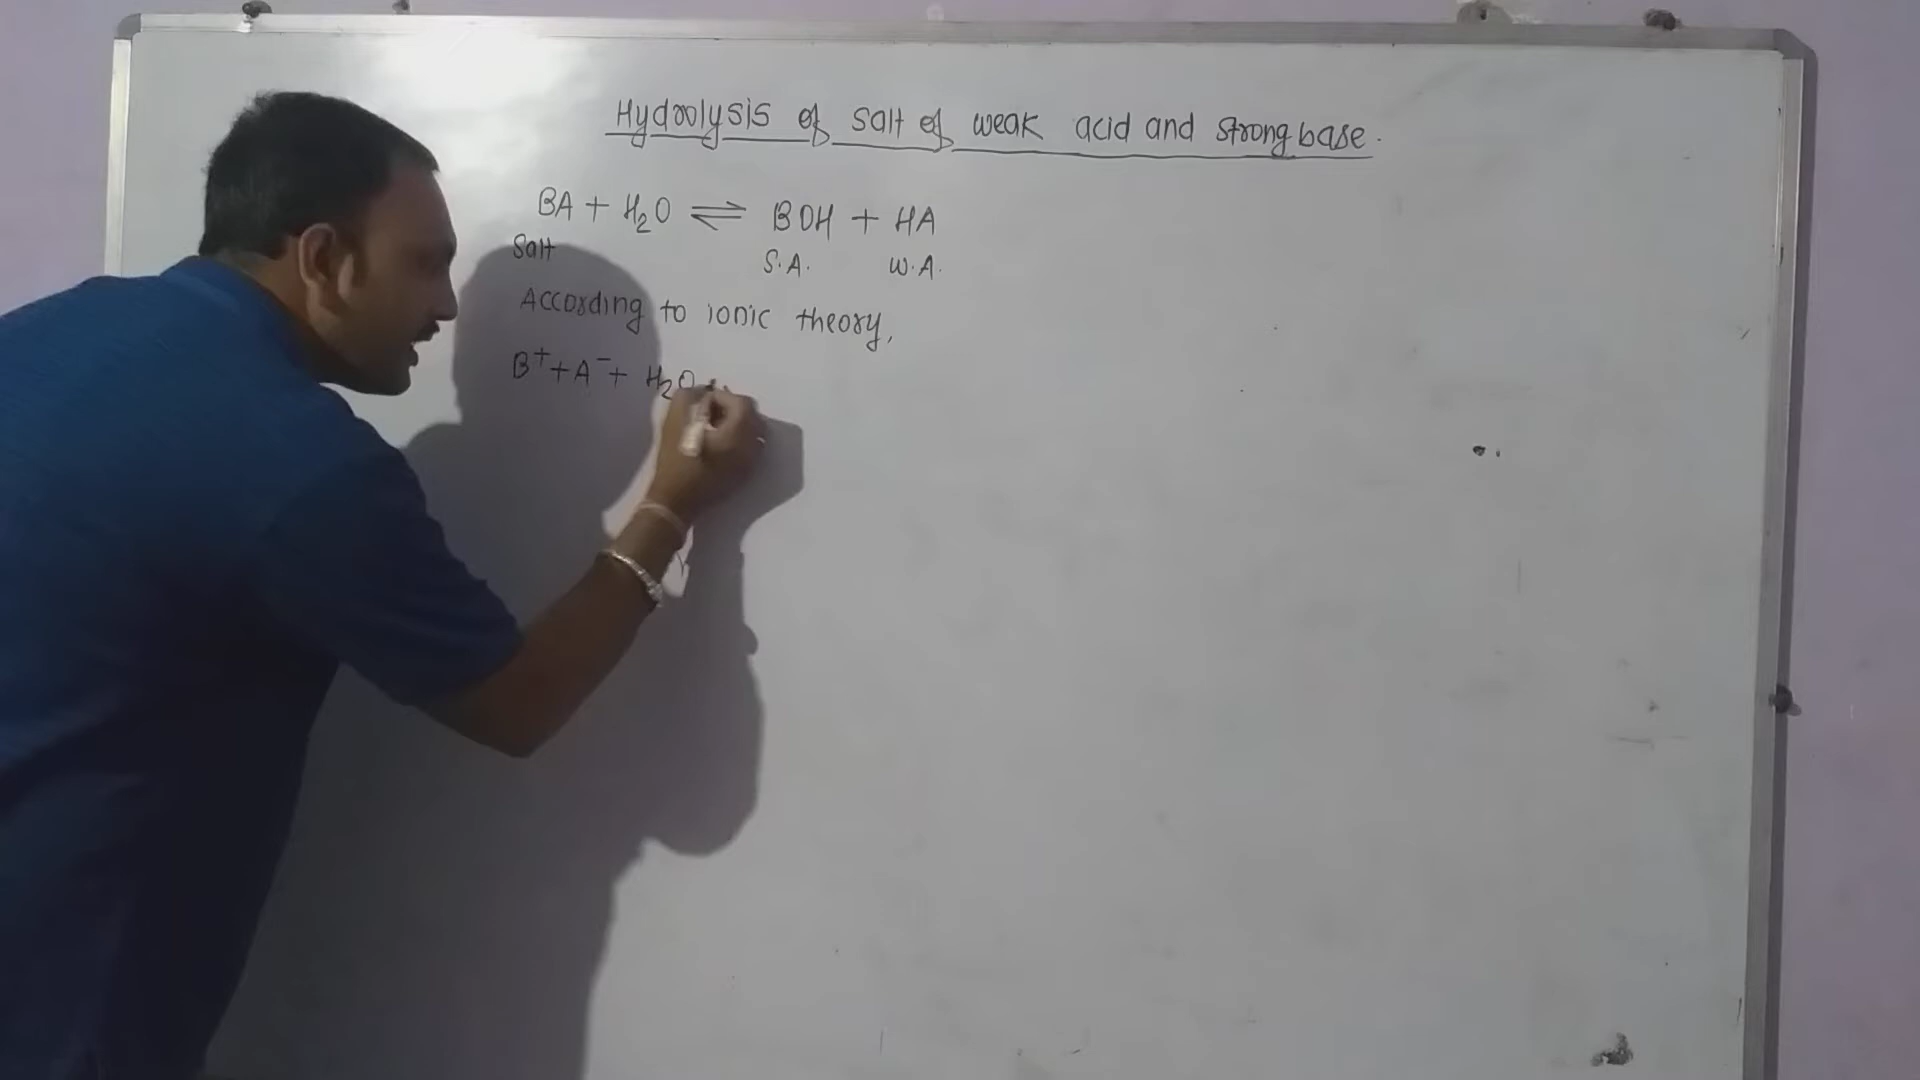 Hydrolysis of salt of weak acid and strong base.
BA + H₂O ⇌ BOH + HA
Salt S.A. W.A.
According to ionic theory,
B⁺ + A⁻ + H₂O